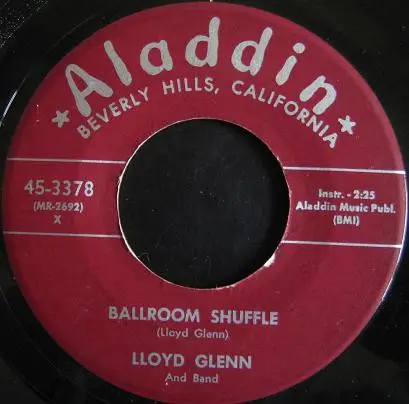 ★ Aladdin ★
BEVERLY HILLS, CALIFORNIA
45-3378
(MR-2692)
X
Instr. - 2:25
Aladdin Music Publ.
(BMI)
BALLROOM SHUFFLE
(Lloyd Glenn)
LLOYD GLENN
And Band